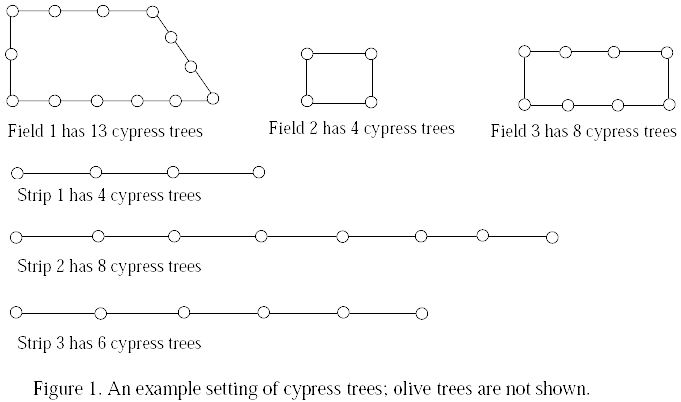 Field 1 has 13 cypress trees
Field 2 has 4 cypress trees
Field 3 has 8 cypress trees
Strip 1 has 4 cypress trees
Strip 2 has 8 cypress trees
Strip 3 has 6 cypress trees
Figure 1. An example setting of cypress trees; olive trees are not shown.